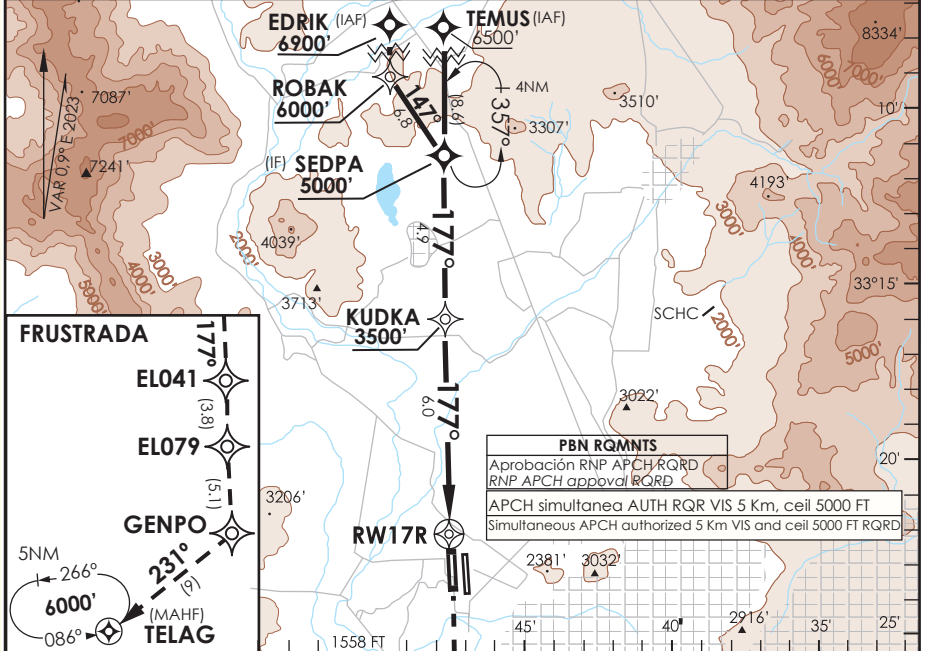 EDRIK (IAF)
6900'
TEMUS (IAF)
6500'
8334'
6000'
7000'
ROBAK
6000'
147°
6.8
(8.6)
4NM
357°
3510'
3307'
10'
7087'
7000'
7241'
VAR 0,9° E 2023
(IF) SEDPA
5000'
4193'
3000'
4000'
177°
4.9
2000'
4039'
3713'
3000'
4000'
5000'
33°15'
KUDKA
3500'
SCHC
2000'
5000'
177°
6.0
3022'
FRUSTRADA
177°
EL041
(3.8)
EL079
(5.1)
GENPO
231°
(9)
5NM
266°
6000'
086°
(MAHF)
TELAG
3206'
PBN RQMNTS
Aprobación RNP APCH RQRD
RNP APCH appoval RQRD
APCH simultanea AUTH RQR VIS 5 Km, ceil 5000 FT
Simultaneous APCH authorized 5 Km VIS and ceil 5000 FT RQRD
20'
RW17R
2381'
3032'
2916'
1558 FT
45'
40'
35'
25'